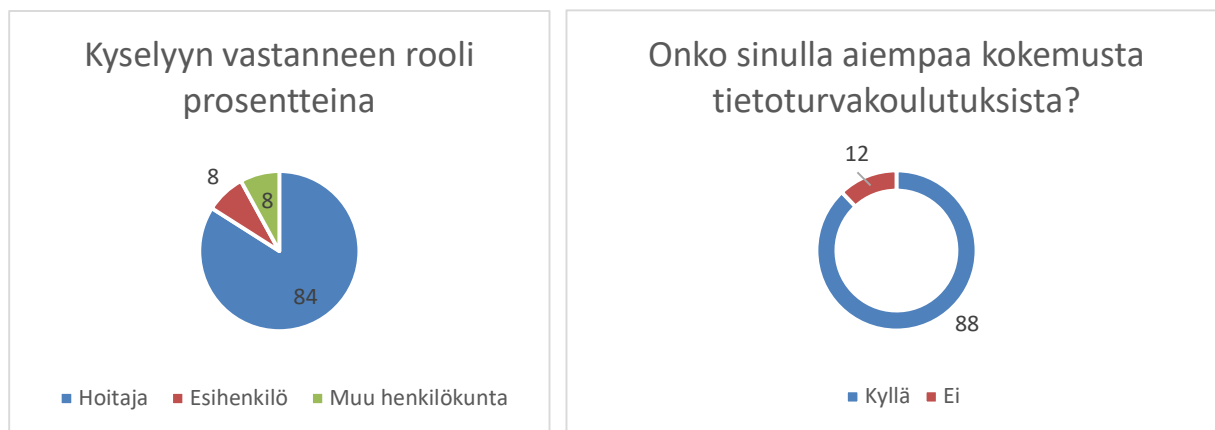 Kyselyyn vastanneen rooli
prosentteina
8
8
84
Hoitaja Esihenkilö Muu henkilökunta
Onko sinulla aiempaa kokemusta
tietoturvakoulutuksista?
12
88
Kyllä Ei